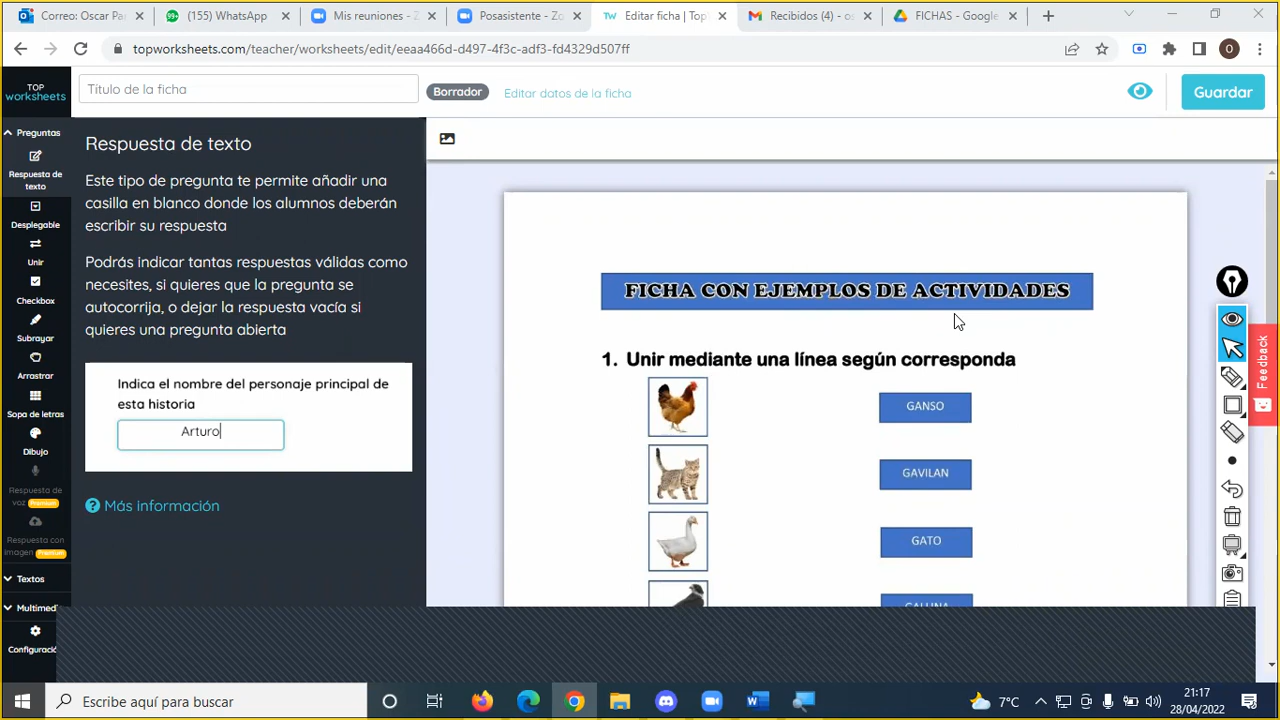 Correo: Oscar Pa
(155) WhatsApp
Mis reuniones - Z
Posasistente - Zo
Editar ficha | Top
Recibidos (4) - os
FICHAS - Google
topworksheets.com/teacher/worksheets/edit/eeaa466d-d497-4f3c-adf3-fd4329d507ff
TOP
worksheets
Título de la ficha
Borrador
Editar datos de la ficha
Guardar
Preguntas
Respuesta de
texto
Desplegable
Unir
Checkbox
Subrayar
Arrastrar
Sopa de letras
Dibujo
Respuesta de
voz Premium
Respuesta con
imagen Premium
Textos
Multimed
Configuració
Respuesta de texto
Este tipo de pregunta te permite añadir una
casilla en blanco donde los alumnos deberán
escribir su respuesta
Podrás indicar tantas respuestas válidas como
necesites, si quieres que la pregunta se
autocorrija, o dejar la respuesta vacía si
quieres una pregunta abierta
Indica el nombre del personaje principal de
esta historia
Arturo
Más información
FICHA CON EJEMPLOS DE ACTIVIDADES
1. Unir mediante una línea según corresponda
GANSO
GAVILAN
GATO
GALLINA
Feedback
Escribe aquí para buscar
7°C
21:17
28/04/2022